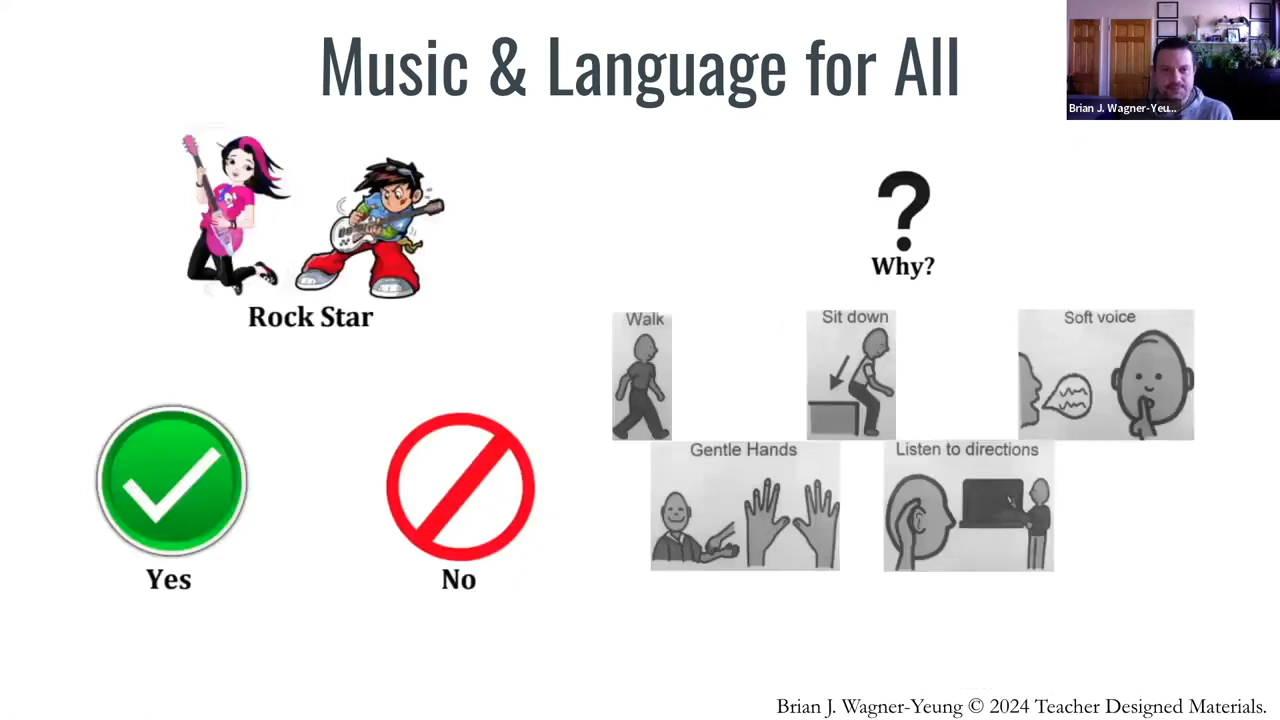 Music & Language for All
Brian J. Wagner-Yeu...
Rock Star
Why?
Walk
Sit down
Soft voice
Gentle Hands
Listen to directions
Yes
No
Brian J. Wagner-Yeung © 2024 Teacher Designed Materials.